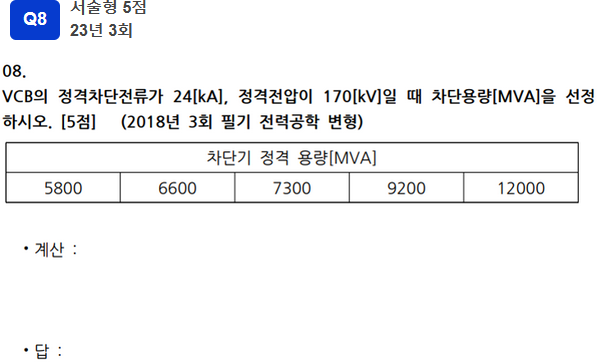 Q8
서술형 5점
23년 3회
08.
VCB의 정격차단전류가 24[kA], 정격전압이 170[kV]일 때 차단용량[MVA]을 선정
하시오. [5점] (2018년 3회 필기 전력공학 변형)
차단기 정격 용량[MVA]
5800 6600 7300 9200 12000
• 계산 :
• 답 :